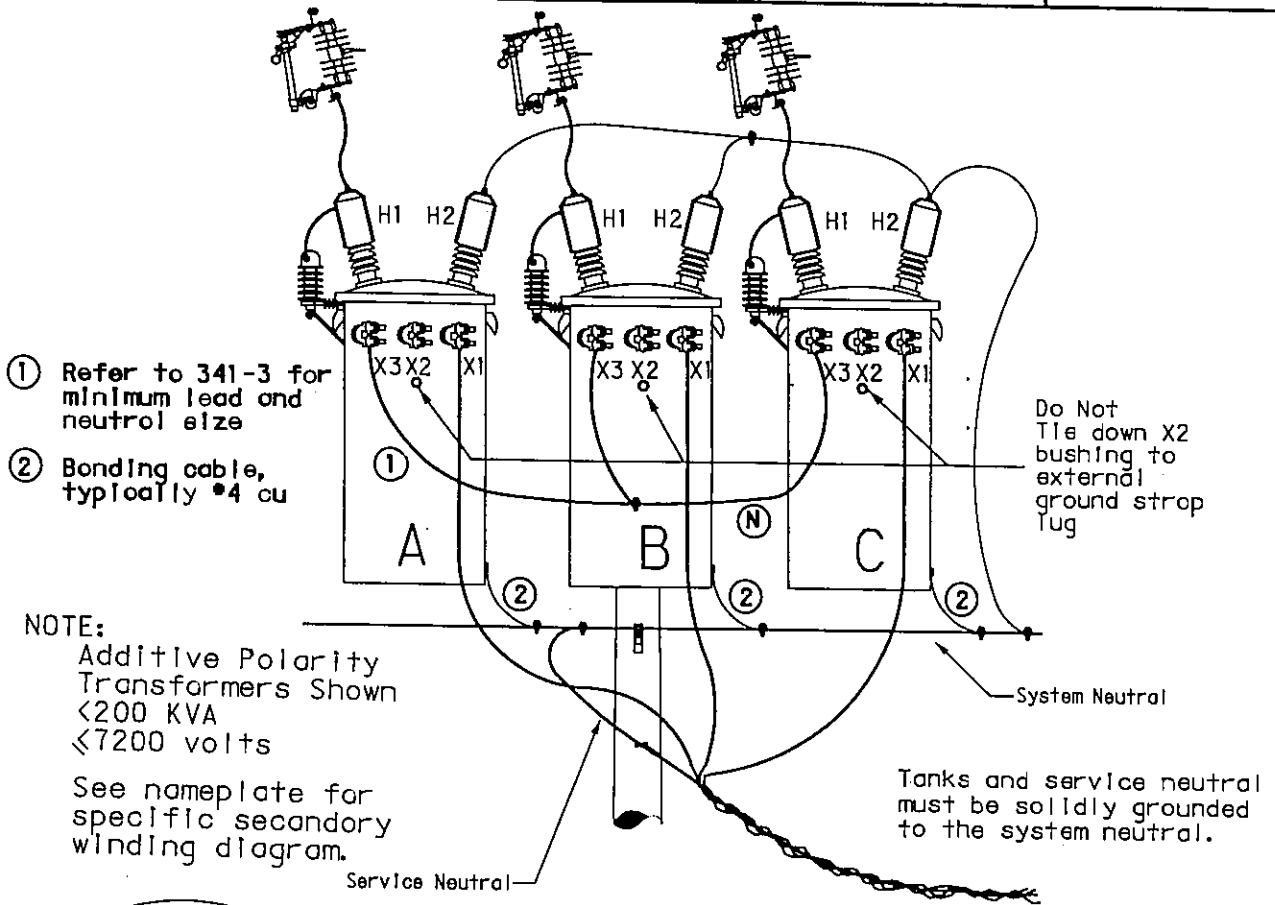 H1 H2 H1 H2 H1 H2
X3 X2 X1 X3 X2 X1 X3 X2 X1
① Refer to 341-3 for
minimum lead and
neutrol size
② Bonding cable,
typically #4 cu
①
Ⓝ
A B C
② ② ②
Do Not
Tie down X2
bushing to
external
ground strop
lug
NOTE:
Additive Polarity
Transformers Shown
<200 KVA
≤7200 volts
See nameplate for
specific secandory
winding diagram.
System Neutral
Tanks and service neutral
must be solidly grounded
to the system neutral.
Service Neutral